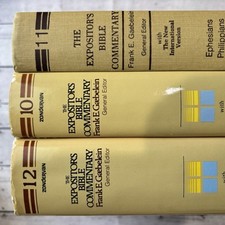 11
THE
EXPOSITOR'S
BIBLE
COMMENTARY
Frank E. Gaebelein
General Editor
with
The New
International
Version
Ephesians
Philippians
10
ZONDERVAN
THE
EXPOSITOR'S
BIBLE
COMMENTARY
Frank E. Gaebelein
General Editor
with
12
ZONDERVAN
THE
EXPOSITOR'S
BIBLE
COMMENTARY
Frank E. Gaebelein
General Editor
with